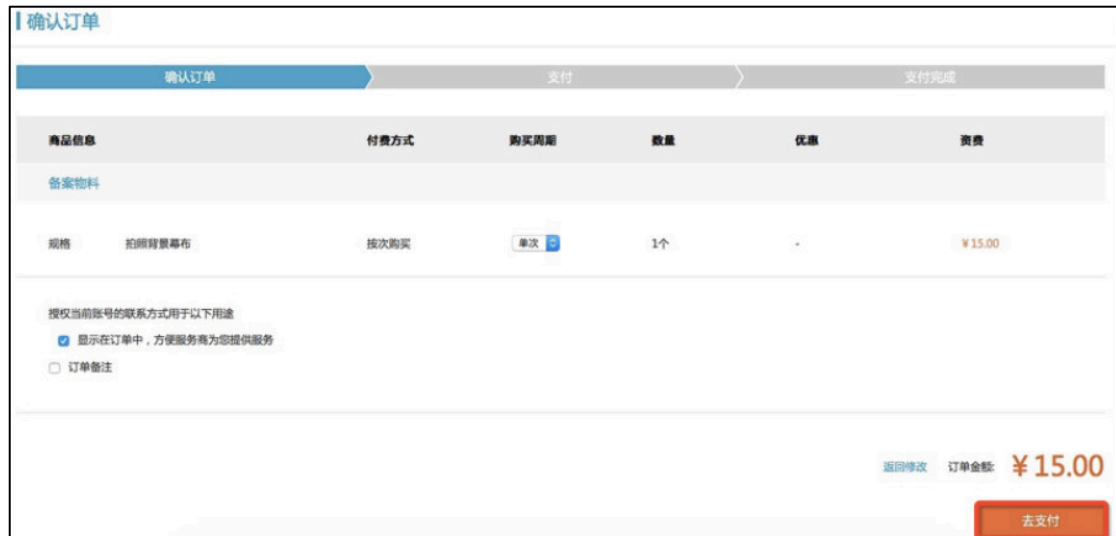 确认订单
确认订单 支付 支付完成
商品信息 付费方式 购买周期 数量 优惠 资费
备案物料
规格 拍照背景幕布 按次购买 单次 1个 - ¥15.00
授权当前账号的联系方式用于以下用途
显示在订单中，方便服务商为您提供服务
订单备注
返回修改 订单金额: ¥15.00
去支付